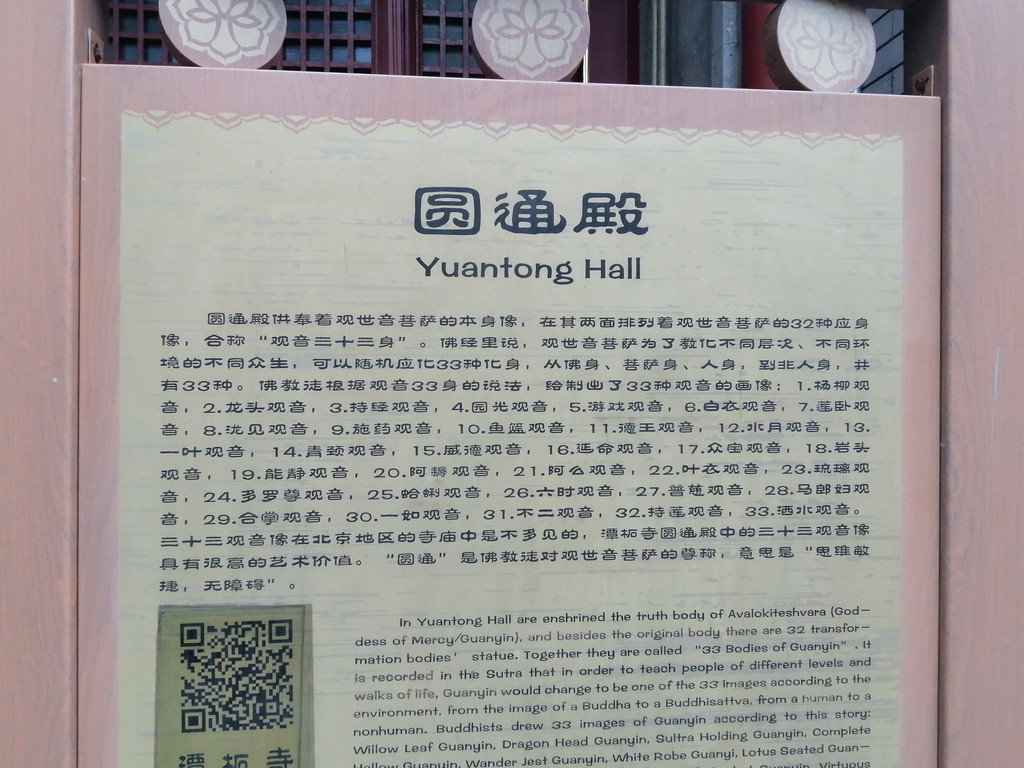 圆通殿
Yuantong Hall
圆通殿供奉着观世音菩萨的本身像，在其两面排列着观世音菩萨的32种应身
像，合称“观音三十三身”。佛经里说，观世音菩萨为了教化不同层次、不同环
境的不同众生，可以随机应化33种化身，从佛身、菩萨身、人身，到非人身，共
有33种。佛教徒根据观音33身的说法，绘制出了33种观音的画像：1.杨柳观
音，2.龙头观音，3.持经观音，4.园光观音，5.游戏观音，6.白衣观音，7.莲卧观
音，8.泷见观音，9.施药观音，10.鱼篮观音，11.德王观音，12.水月观音，13.
一叶观音，14.青颈观音，15.威德观音，16.延命观音，17.众宝观音，18.岩头
观音，19.能静观音，20.阿耨观音，21.阿么观音，22.叶衣观音，23.琉璃观
音，24.多罗尊观音，25.蛤蜊观音，26.六时观音，27.普慈观音，28.马郎妇观
音，29.合掌观音，30.一如观音，31.不二观音，32.持莲观音，33.洒水观音。
三十三观音像在北京地区的寺庙中是不多见的，潭柘寺圆通殿中的三十三观音像
具有很高的艺术价值。“圆通”是佛教徒对观世音菩萨的尊称，意思是“思维敏
捷，无障碍”。
In Yuantong Hall are enshrined the truth body of Avalokiteshvara (God-
dess of Mercy/Guanyin), and besides the original body there are 32 transfor-
mation bodies' statue. Together they are called "33 Bodies of Guanyin". It
is recorded in the Sutra that in order to teach people of different levels and
walks of life, Guanyin would change to be one of the 33 images according to the
environment, from the image of a Buddha to a Buddhisattva, from a human to a
nonhuman. Buddhists drew 33 images of Guanyin according to this story:
Willow Leaf Guanyin, Dragon Head Guanyin, Sultra Holding Guanyin, Complete
Hallow Guanyin, Wander Jest Guanyin, White Robe Guanyi, Lotus Seated Guan-
Guanyin, Virtuous
潭柘寺